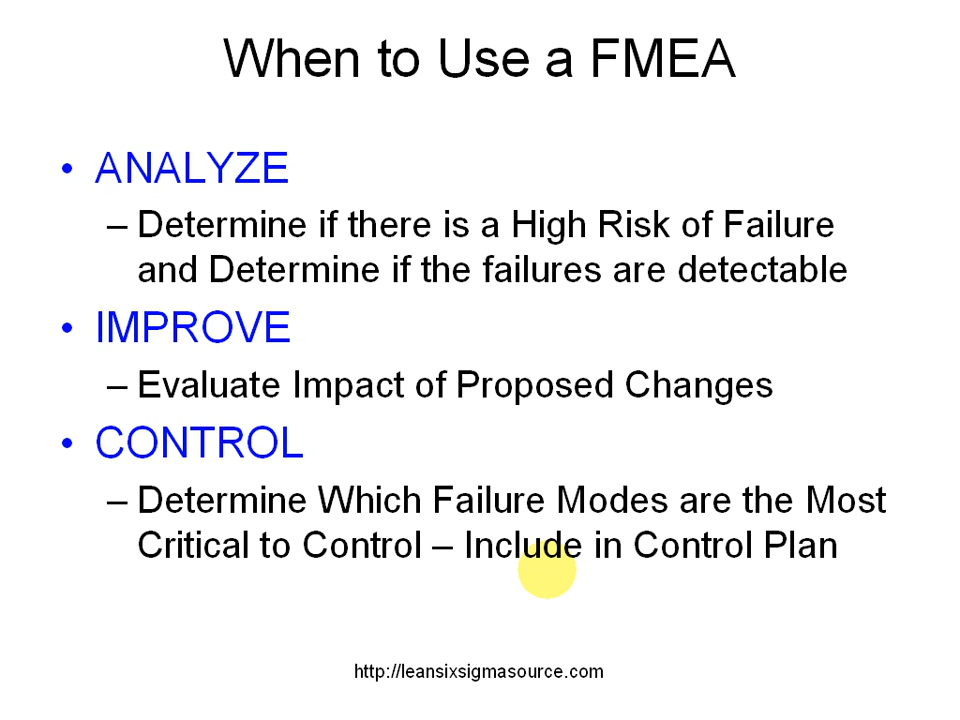 When to Use a FMEA
• ANALYZE
– Determine if there is a High Risk of Failure
and Determine if the failures are detectable
• IMPROVE
– Evaluate Impact of Proposed Changes
• CONTROL
– Determine Which Failure Modes are the Most
Critical to Control – Include in Control Plan
http://leansixsigmasource.com